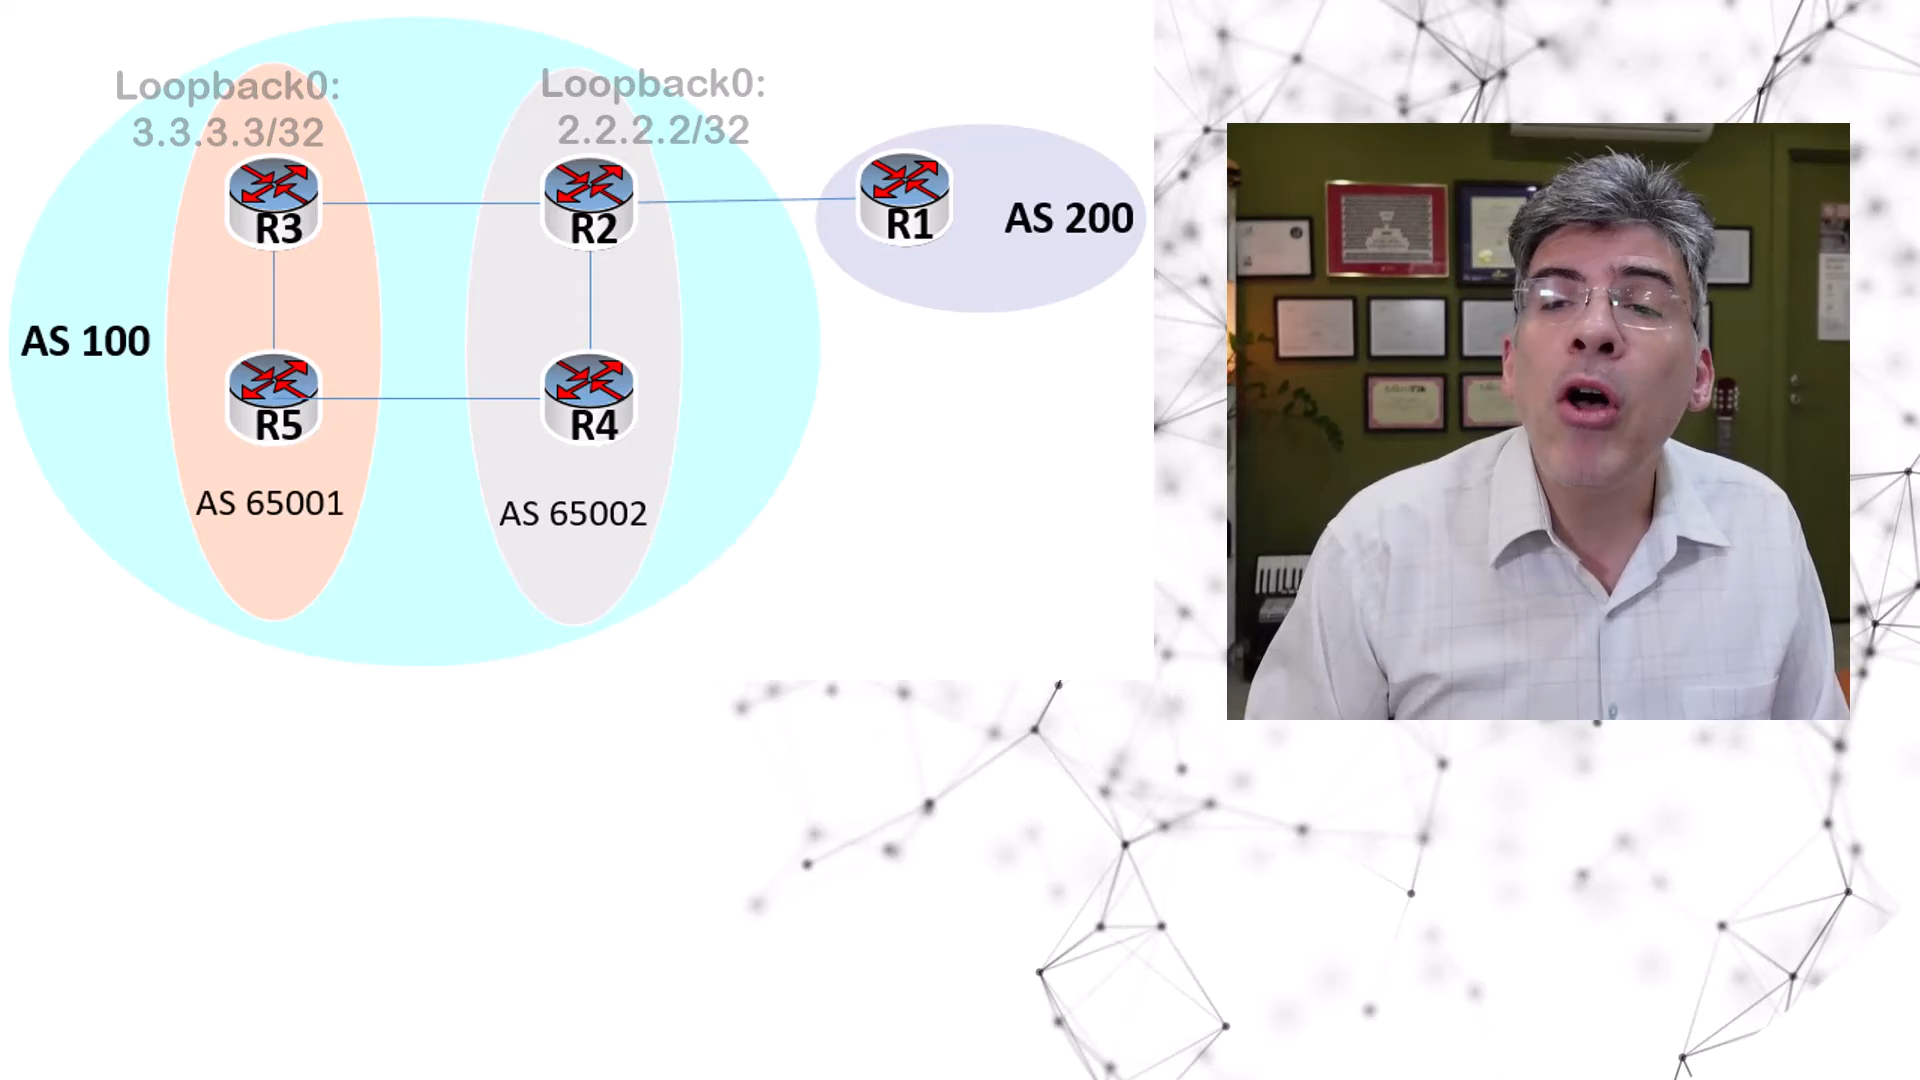 Loopback0:
3.3.3.3/32
Loopback0:
2.2.2.2/32
R3
R2
R1
AS 200
AS 100
R5
R4
AS 65001
AS 65002